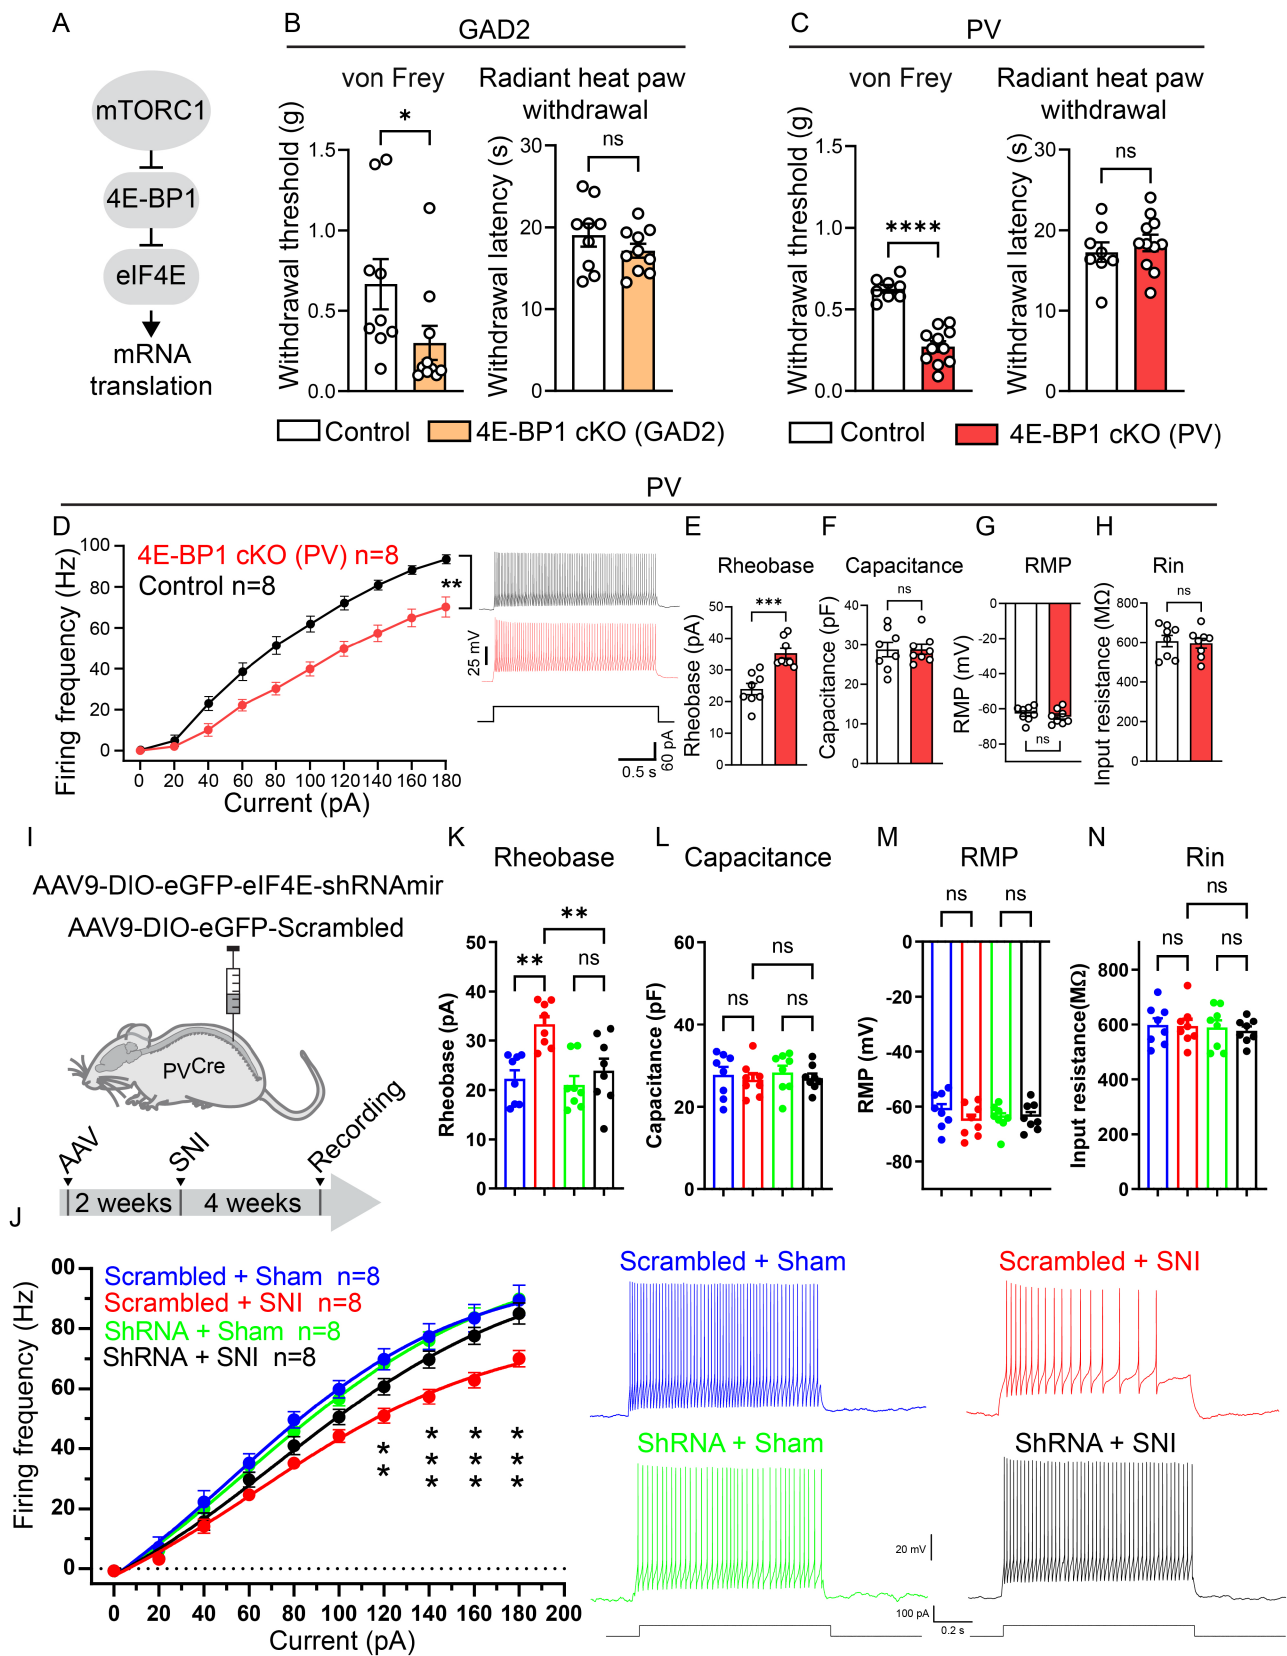 A
mTORC1
4E-BP1
eIF4E
mRNA
translation
B
GAD2
von Frey
Withdrawal threshold (g)
1.5
1.0
0.5
0.0
*
Radiant heat paw
withdrawal
Withdrawal latency (s)
30
20
10
0
ns
Control
4E-BP1 cKO (GAD2)
C
PV
von Frey
Withdrawal threshold (g)
1.5
1.0
0.5
0.0
****
Radiant heat paw
withdrawal
Withdrawal latency (s)
30
20
10
0
ns
Control
4E-BP1 cKO (PV)
PV
D
Firing frequency (Hz)
100
80
60
40
20
0
4E-BP1 cKO (PV) n=8
Control n=8
**
0 20 40 60 80 100 120 140 160 180
Current (pA)
25 mV
60 pA
0.5 s
E
Rheobase
Rheobase (pA)
50
40
30
20
10
0
***
F
Capacitance
Capacitance (pF)
40
30
20
10
0
ns
G
RMP
RMP (mV)
0
-20
-40
-60
-80
ns
H
Rin
Input resistance (MΩ)
800
600
400
200
0
ns
I
AAV9-DIO-eGFP-eIF4E-shRNAmir
AAV9-DIO-eGFP-Scrambled
PVCre
AAV
SNI
Recording
2 weeks
4 weeks
K
Rheobase
Rheobase (pA)
50
40
30
20
10
0
**
**
ns
L
Capacitance
Capacitance (pF)
60
40
20
0
ns
ns
ns
M
RMP
RMP (mV)
0
-20
-40
-60
-80
ns
ns
N
Rin
Input resistance(MΩ)
800
600
400
200
0
ns
ns
ns
J
Firing frequency (Hz)
00
80
60
40
20
0
Scrambled + Sham n=8
Scrambled + SNI n=8
ShRNA + Sham n=8
ShRNA + SNI n=8
**
***
***
***
0 20 40 60 80 100 120 140 160 180 200
Current (pA)
Scrambled + Sham
Scrambled + SNI
ShRNA + Sham
ShRNA + SNI
20 mV
100 pA
0.2 s